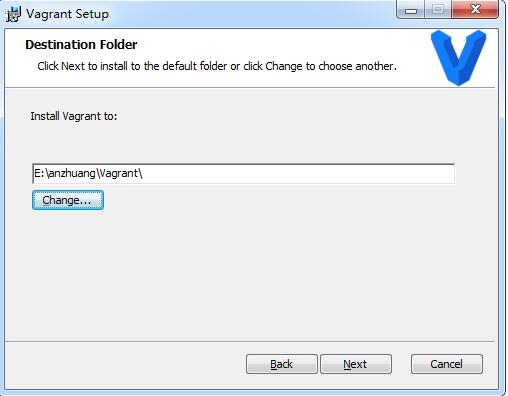 Vagrant Setup
Destination Folder
Click Next to install to the default folder or click Change to choose another.
Install Vagrant to:
E:\anzhuang\Vagrant\
Change...
Back Next Cancel